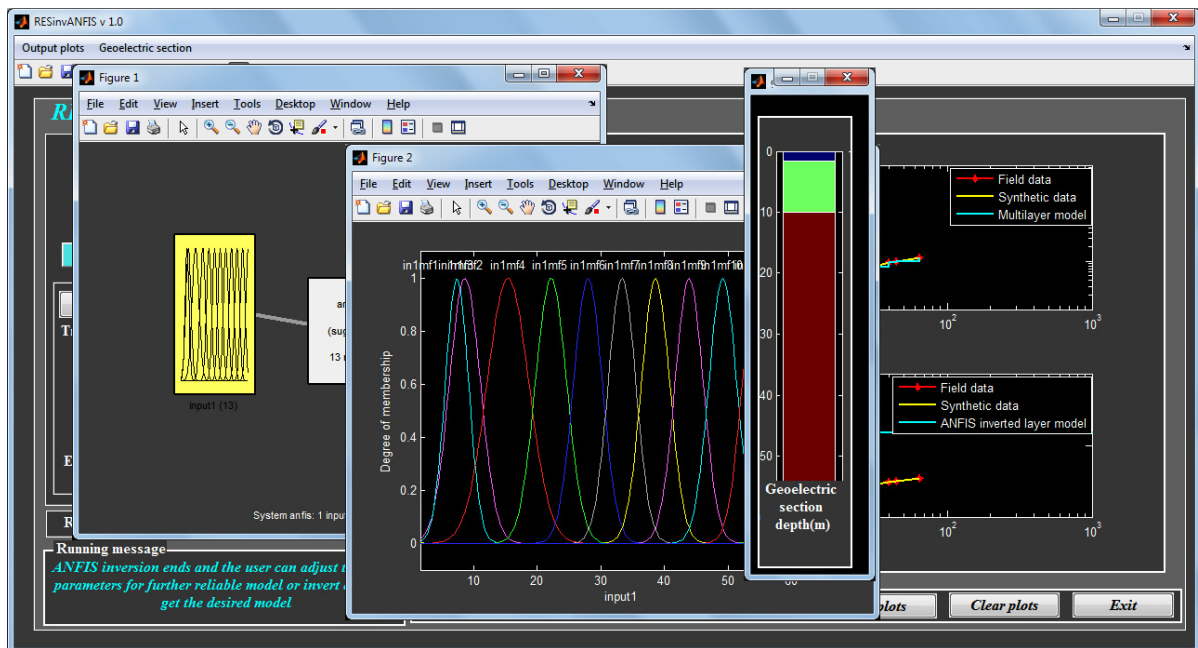 RESinvANFIS v 1.0
Output plots Geoelectric section
Figure 1
File Edit View Insert Tools Desktop Window Help
input1 (13)
13
System anfis: 1
Figure 2
File Edit View Insert Tools Desktop Window Help
in1mf4 in1mf5 in1mf6 in1mf7 in1mf8 in1mf9
1
0.8
0.6
0.4
0.2
0
Degree of membership
10 20 30 40 50
input1
0
10
20
30
40
50
Geoelectric
section
depth(m)
Field data
Synthetic data
Multilayer model
10² 10³
Field data
Synthetic data
ANFIS inverted layer model
10² 10³
Running message
ANFIS inversion ends and the user can adjust
parameters for further reliable model or invert
get the desired model
plots Clear plots Exit